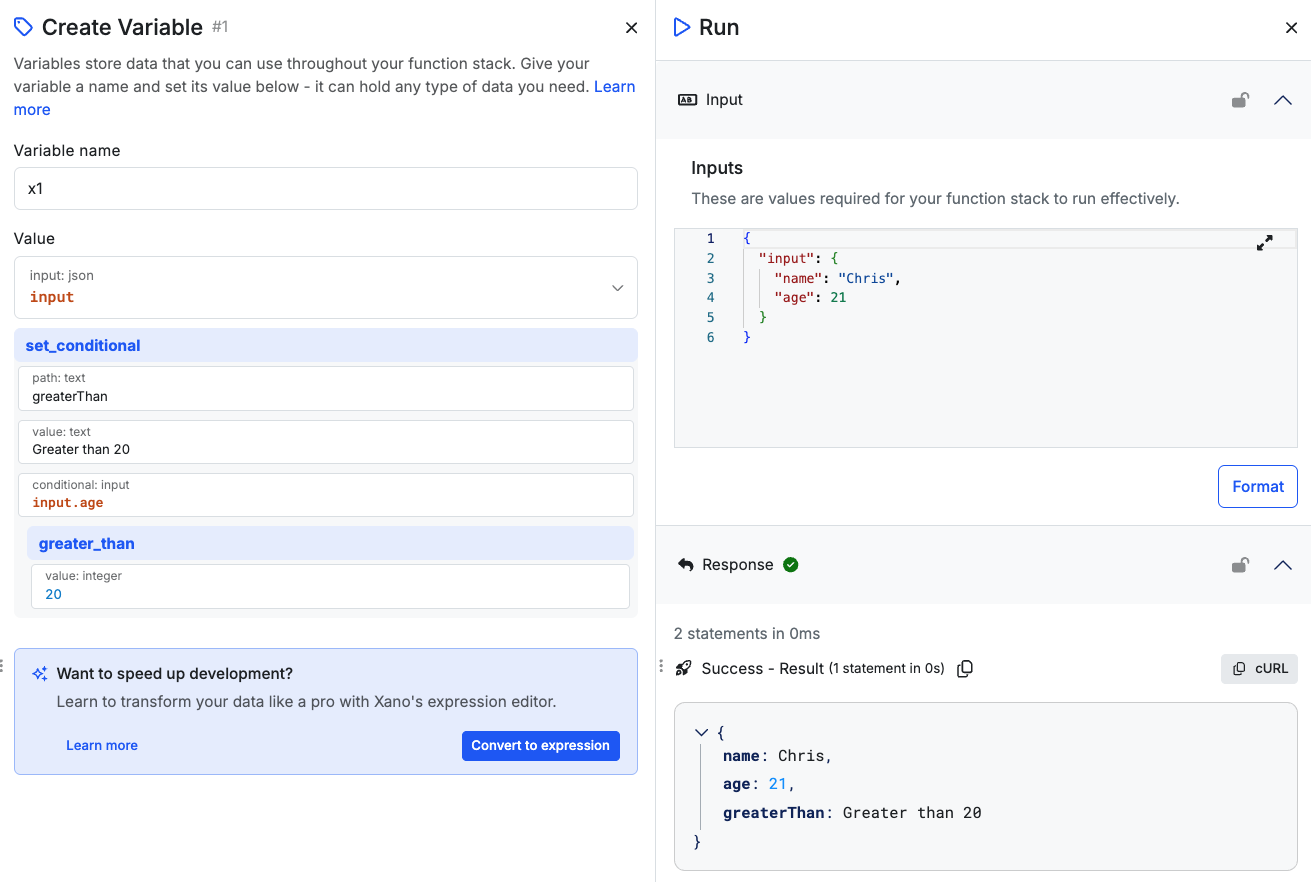 Create Variable #1
Variables store data that you can use throughout your function stack. Give your
variable a name and set its value below - it can hold any type of data you need. Learn
more
Variable name
x1
Value
input: json
input
set_conditional
path: text
greaterThan
value: text
Greater than 20
conditional: input
input.age
greater_than
value: integer
20
Want to speed up development?
Learn to transform your data like a pro with Xano's expression editor.
Learn more
Convert to expression
Run
AB Input
Inputs
These are values required for your function stack to run effectively.
1 {
2 "input": {
3 "name": "Chris",
4 "age": 21
5 }
6 }
Format
Response
2 statements in 0ms
Success - Result (1 statement in 0s)
cURL
{
name: Chris,
age: 21,
greaterThan: Greater than 20
}